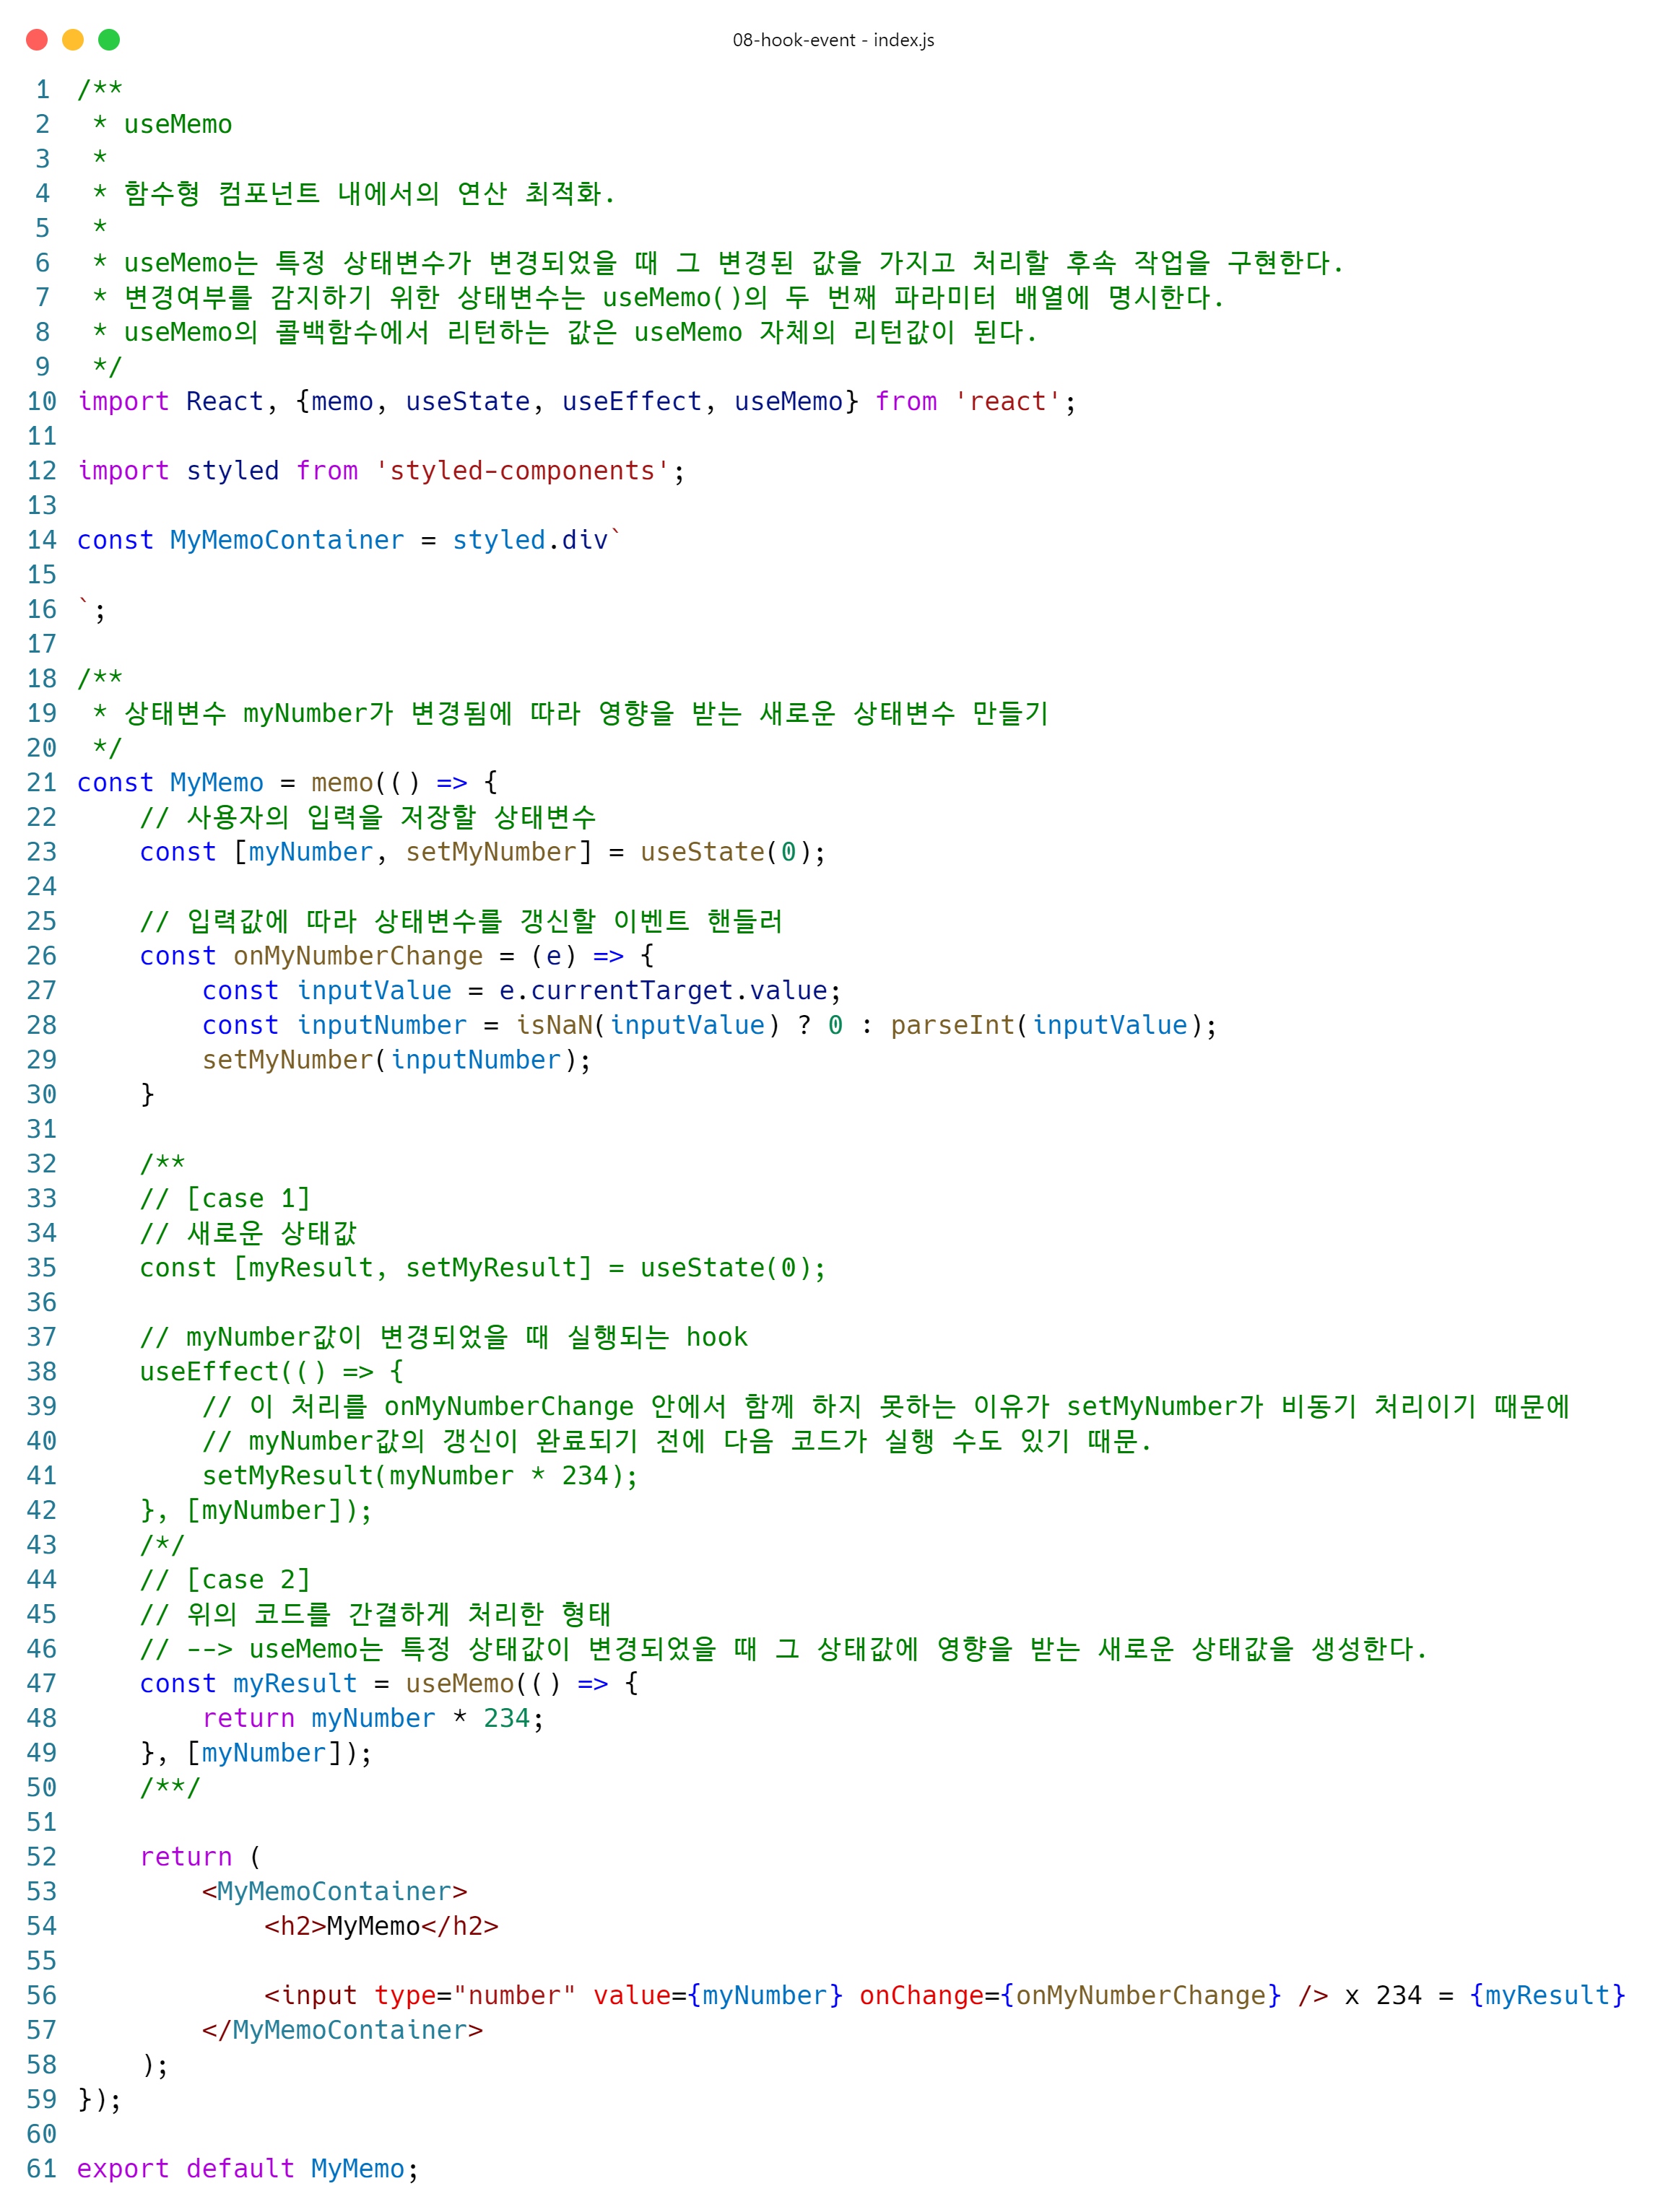 08-hook-event - index.js
1 /**
2  * useMemo
3  *
4  * 함수형 컴포넌트 내에서의 연산 최적화.
5  *
6  * useMemo는 특정 상태변수가 변경되었을 때 그 변경된 값을 가지고 처리할 후속 작업을 구현한다.
7  * 변경여부를 감지하기 위한 상태변수는 useMemo()의 두 번째 파라미터 배열에 명시한다.
8  * useMemo의 콜백함수에서 리턴하는 값은 useMemo 자체의 리턴값이 된다.
9  */
10 import React, {memo, useState, useEffect, useMemo} from 'react';
11
12 import styled from 'styled-components';
13
14 const MyMemoContainer = styled.div`
15
16 `;
17
18 /**
19  * 상태변수 myNumber가 변경됨에 따라 영향을 받는 새로운 상태변수 만들기
20  */
21 const MyMemo = memo(() => {
22     // 사용자의 입력을 저장할 상태변수
23     const [myNumber, setMyNumber] = useState(0);
24
25     // 입력값에 따라 상태변수를 갱신할 이벤트 핸들러
26     const onMyNumberChange = (e) => {
27         const inputValue = e.currentTarget.value;
28         const inputNumber = isNaN(inputValue) ? 0 : parseInt(inputValue);
29         setMyNumber(inputNumber);
30     }
31
32     /**
33     // [case 1]
34     // 새로운 상태값
35     const [myResult, setMyResult] = useState(0);
36
37     // myNumber값이 변경되었을 때 실행되는 hook
38     useEffect(() => {
39         // 이 처리를 onMyNumberChange 안에서 함께 하지 못하는 이유가 setMyNumber가 비동기 처리이기 때문에
40         // myNumber값의 갱신이 완료되기 전에 다음 코드가 실행 수도 있기 때문.
41         setMyResult(myNumber * 234);
42     }, [myNumber]);
43     /*/
44     // [case 2]
45     // 위의 코드를 간결하게 처리한 형태
46     // --> useMemo는 특정 상태값이 변경되었을 때 그 상태값에 영향을 받는 새로운 상태값을 생성한다.
47     const myResult = useMemo(() => {
48         return myNumber * 234;
49     }, [myNumber]);
50     /**/
51
52     return (
53         <MyMemoContainer>
54             <h2>MyMemo</h2>
55
56             <input type="number" value={myNumber} onChange={onMyNumberChange} /> x 234 = {myResult}
57         </MyMemoContainer>
58     );
59 });
60
61 export default MyMemo;